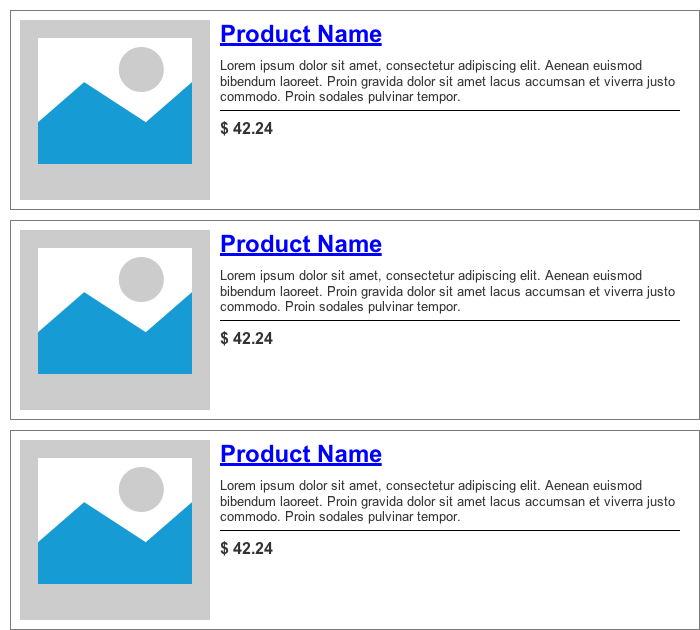 Product Name
Lorem ipsum dolor sit amet, consectetur adipiscing elit. Aenean euismod
bibendum laoreet. Proin gravida dolor sit amet lacus accumsan et viverra justo
commodo. Proin sodales pulvinar tempor.
$ 42.24
Product Name
Lorem ipsum dolor sit amet, consectetur adipiscing elit. Aenean euismod
bibendum laoreet. Proin gravida dolor sit amet lacus accumsan et viverra justo
commodo. Proin sodales pulvinar tempor.
$ 42.24
Product Name
Lorem ipsum dolor sit amet, consectetur adipiscing elit. Aenean euismod
bibendum laoreet. Proin gravida dolor sit amet lacus accumsan et viverra justo
commodo. Proin sodales pulvinar tempor.
$ 42.24